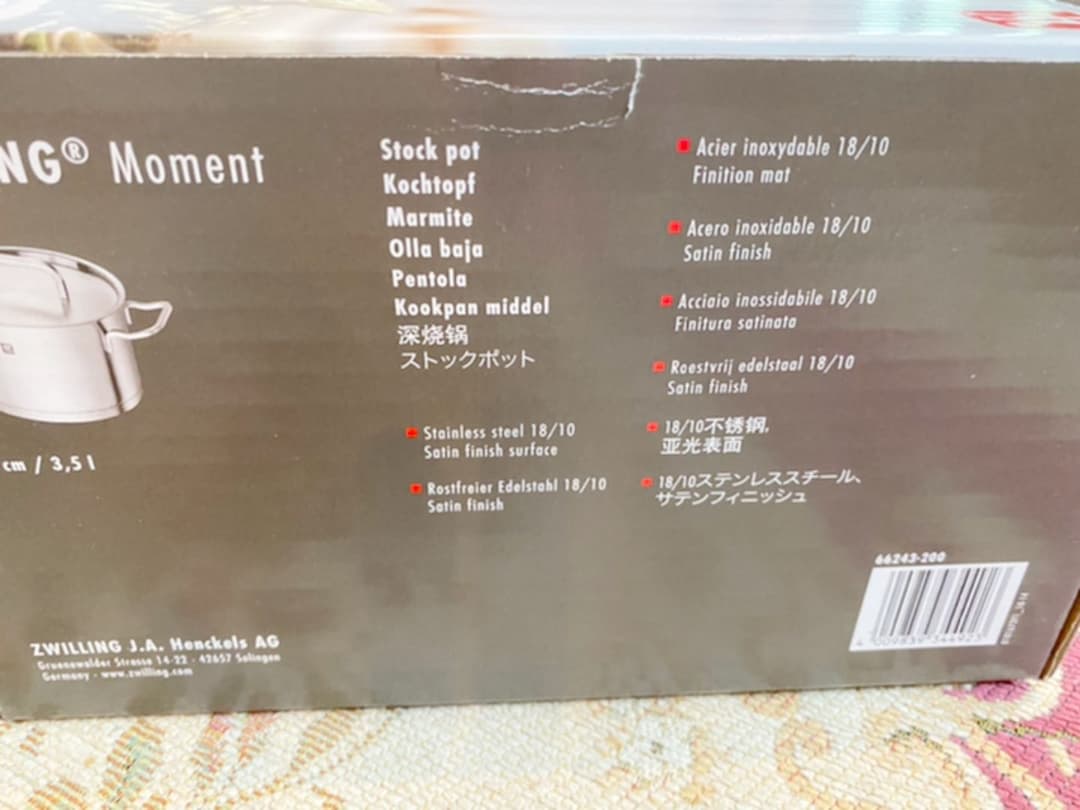 NG® Moment
cm / 3,5 l
ZWILLING J.A. Henckels AG
Gruenewalder Strasse 14-22 · 42657 Solingen
Germany · www.zwilling.com
Stock pot
Kochtopf
Marmite
Olla baja
Pentola
Kookpan middel
深烧锅
ストックポット
Stainless steel 18/10
Satin finish surface
Rostfreier Edelstahl 18/10
Satin finish
Acier inoxydable 18/10
Finition mat
Acero inoxidable 18/10
Satin finish
Acciaio inossidabile 18/10
Finitura satinata
Roestvrij edelstaal 18/10
Satin finish
18/10不锈钢,
亚光表面
18/10ステンレススチール、
サテンフィニッシュ
66243-200